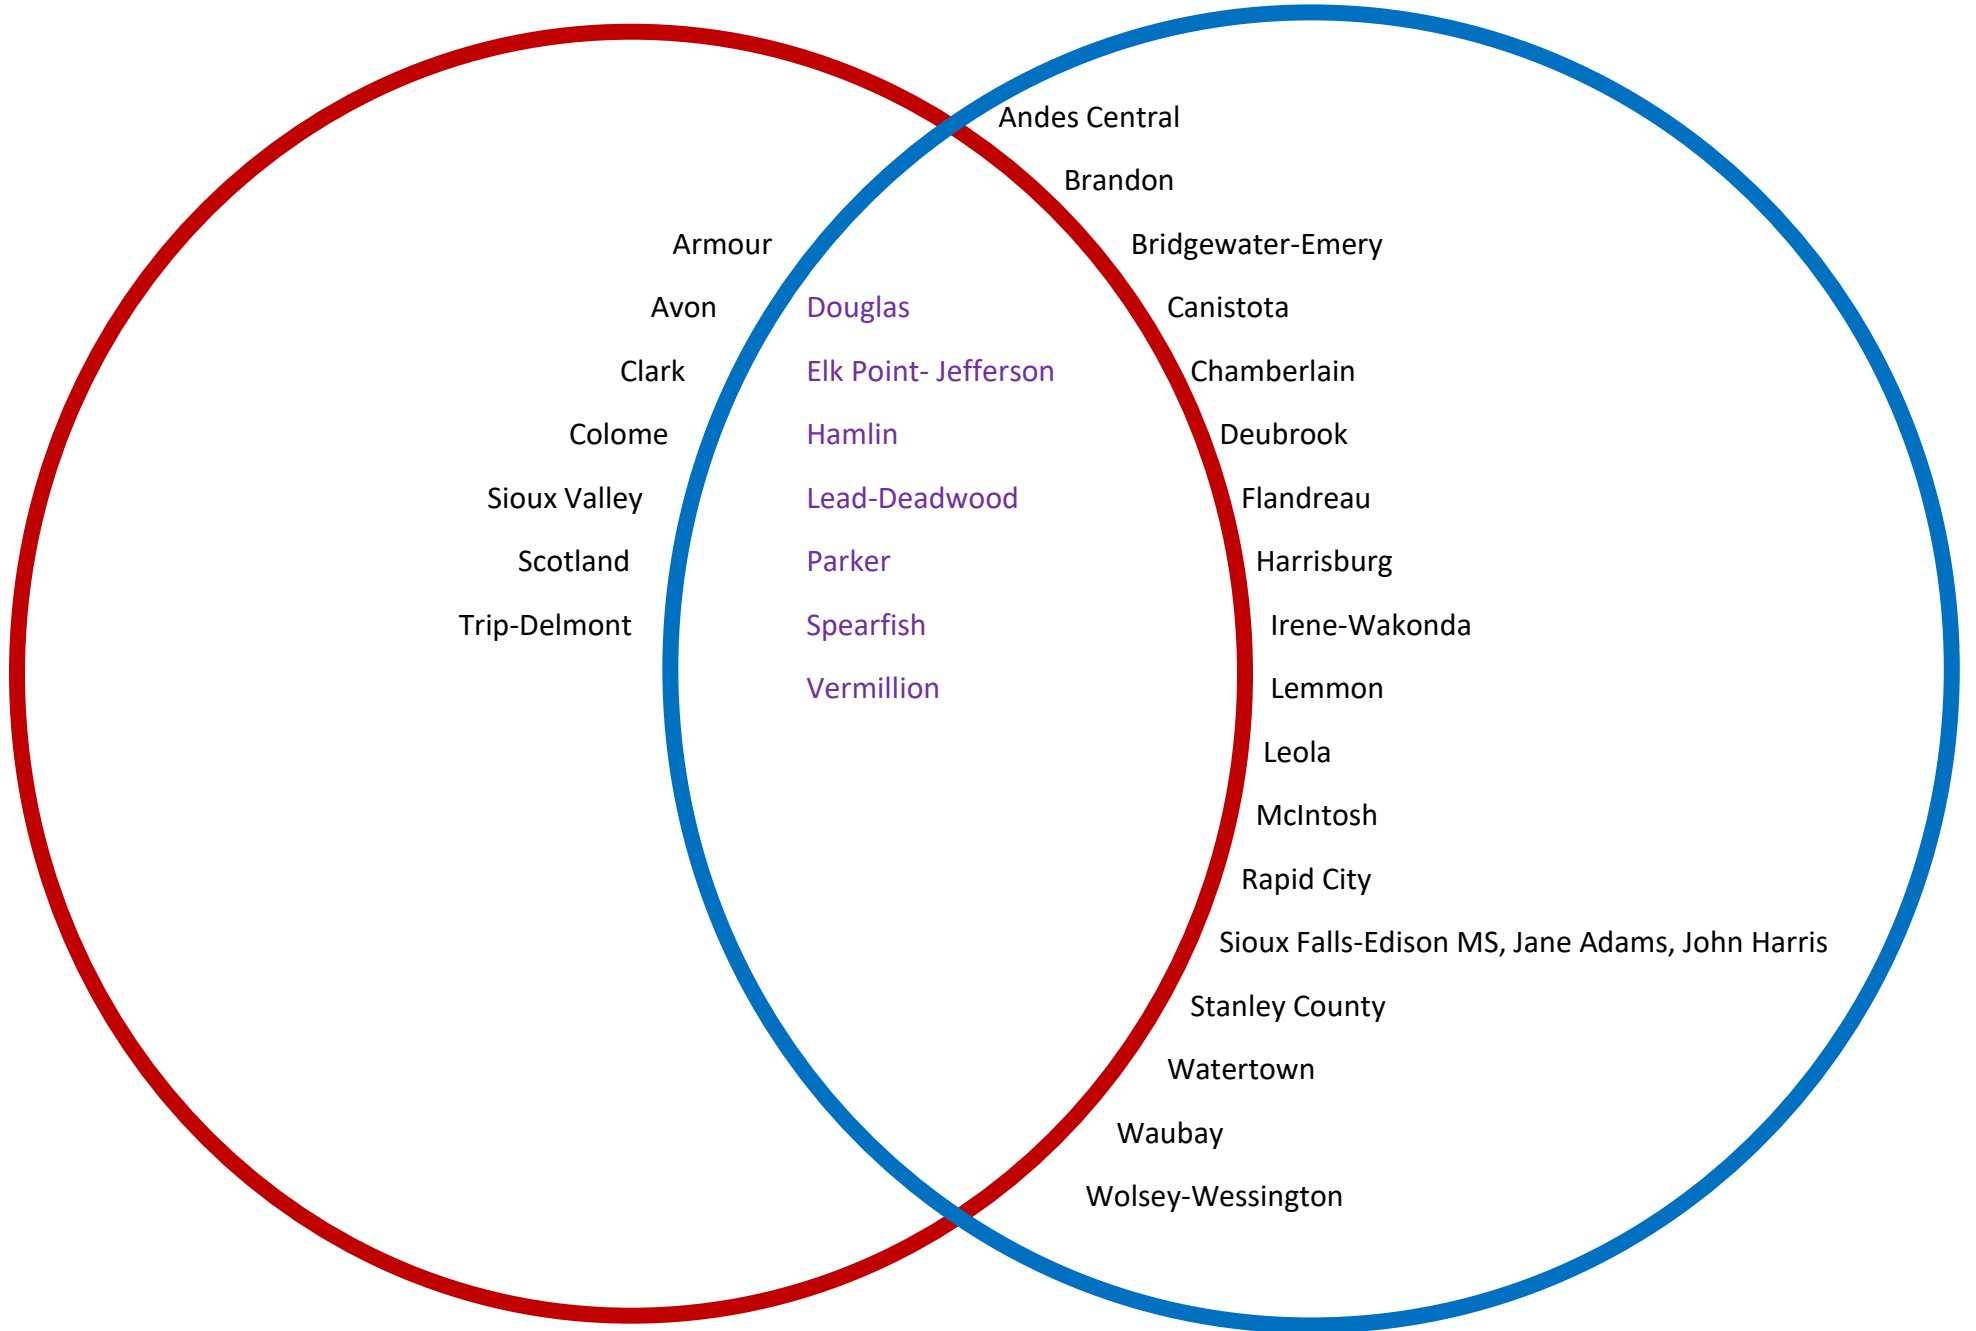 Andes Central
Brandon
Armour
Bridgewater-Emery
Avon
Douglas
Canistota
Clark
Elk Point- Jefferson
Chamberlain
Colome
Hamlin
Deubrook
Sioux Valley
Lead-Deadwood
Flandreau
Scotland
Parker
Harrisburg
Trip-Delmont
Spearfish
Irene-Wakonda
Vermillion
Lemmon
Leola
McIntosh
Rapid City
Sioux Falls-Edison MS, Jane Adams, John Harris
Stanley County
Watertown
Waubay
Wolsey-Wessington